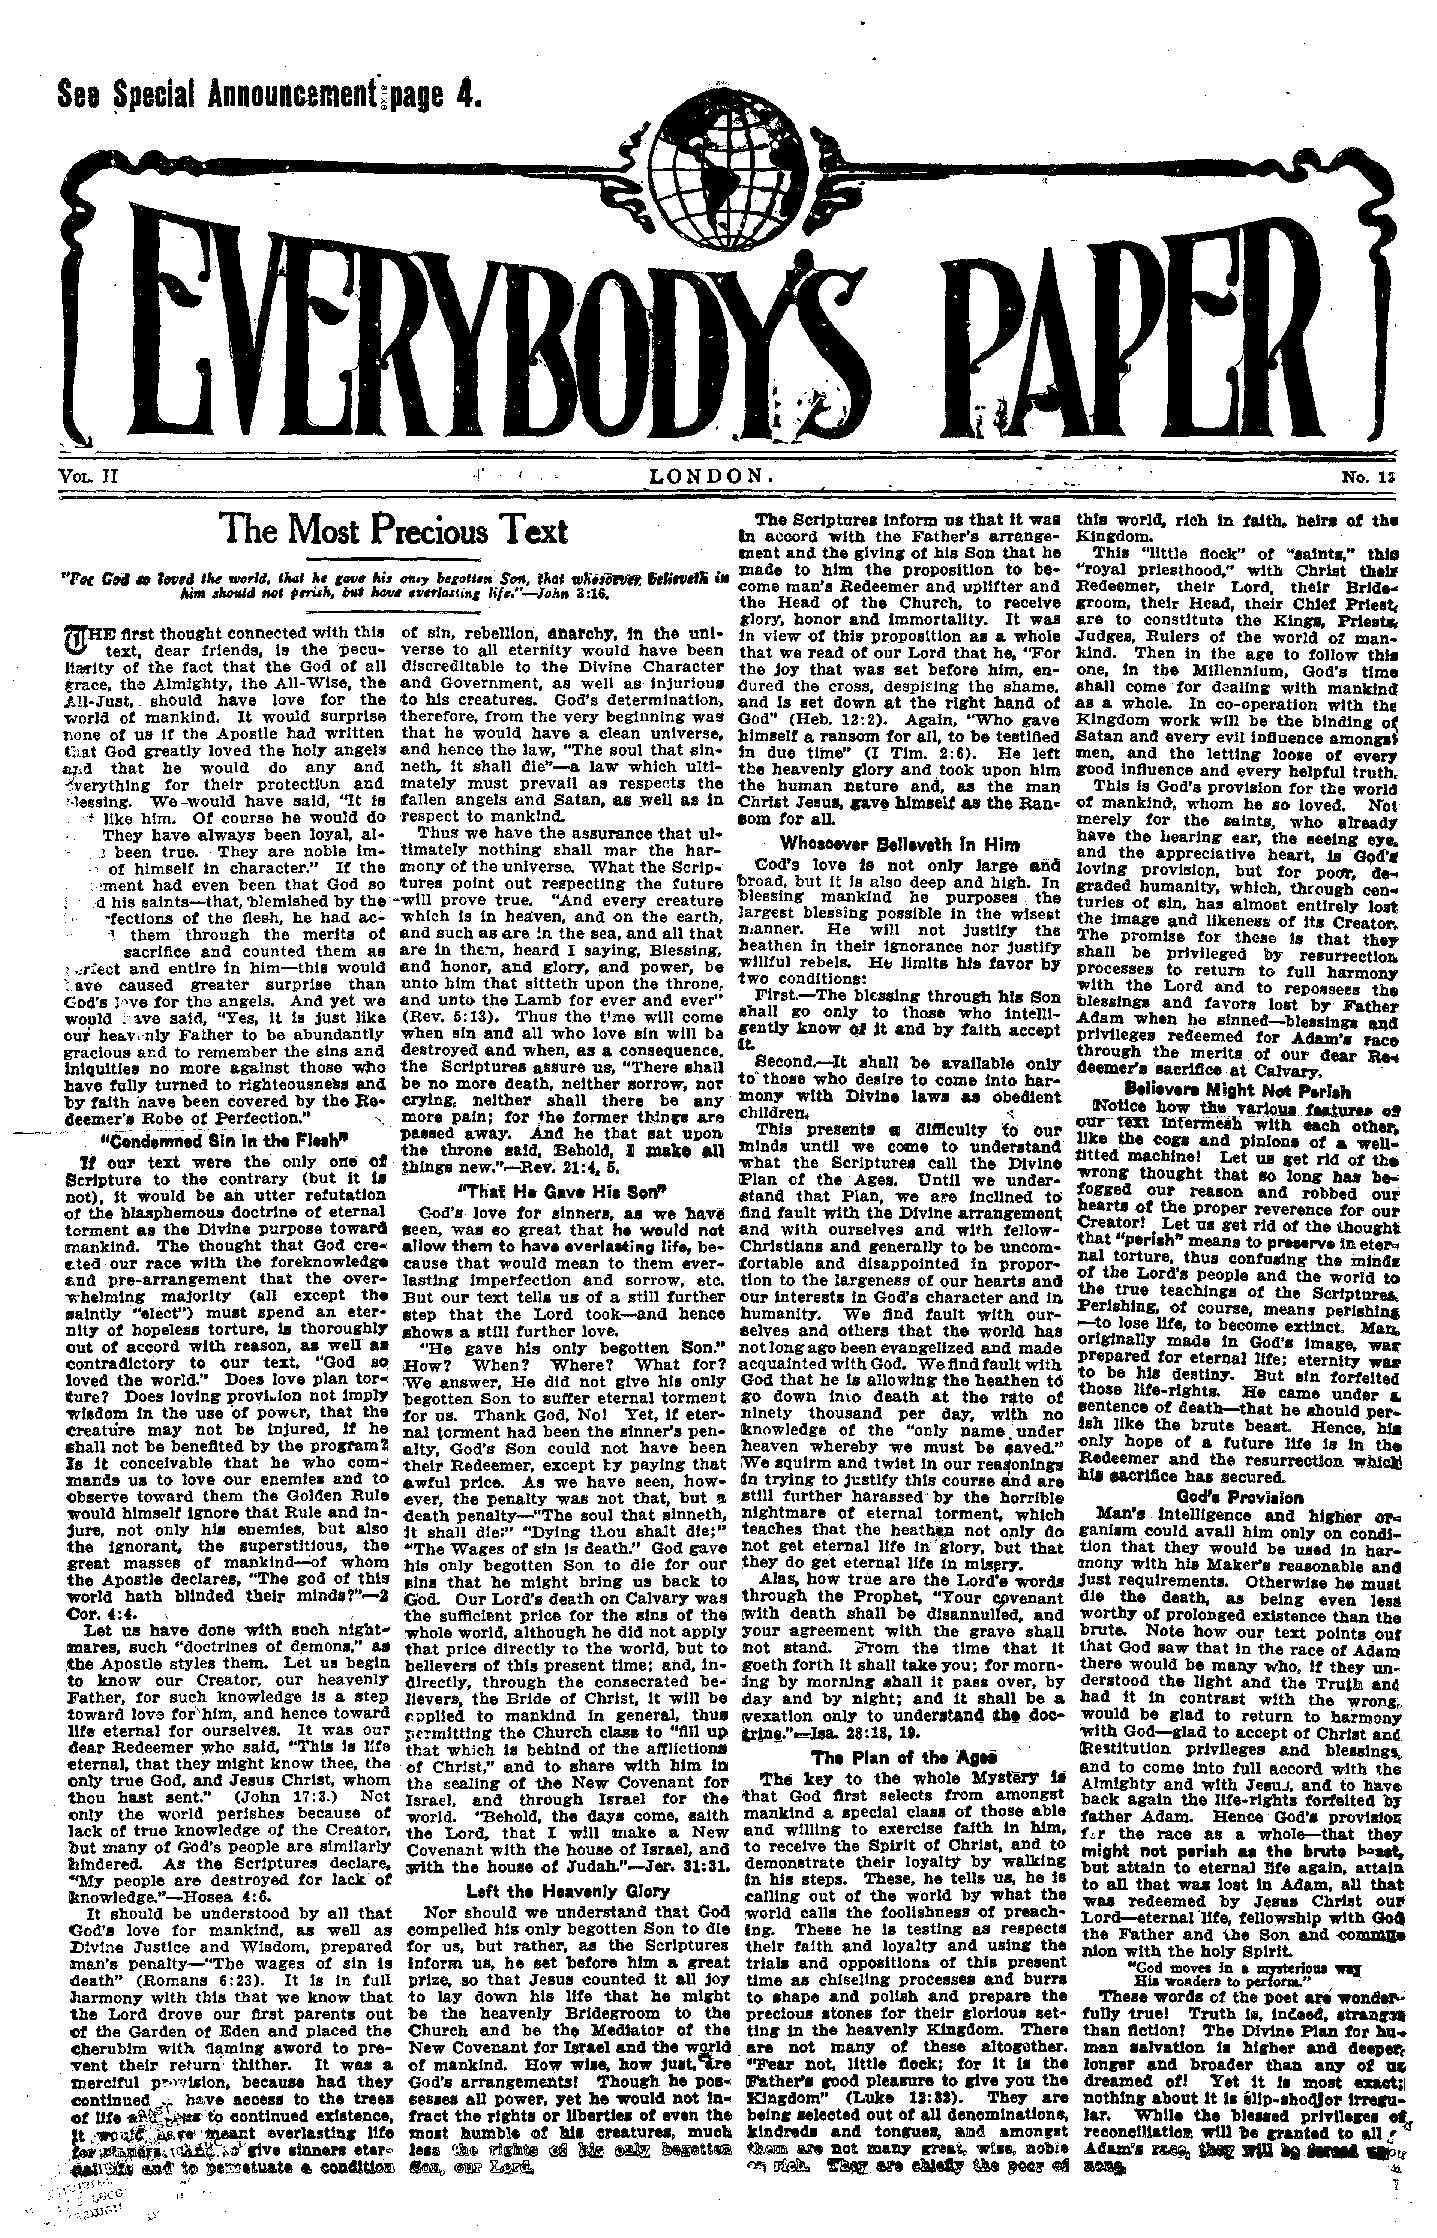 See Special Announcement page 4.
EVERYBODY'S PAPER
VOL. II
LONDON.
No. 12
The Most Precious Text
"For God so loved the world, that he gave his only begotten Son, that whosoever believeth in
him should not perish, but have everlasting life."—John 3:16.
THE first thought connected with this
text, dear friends, is the pecu-
liarity of the fact that the God of all
grace, the Almighty, the All-Wise, the
All-Just, should have love for the
world of mankind. It would surprise
none of us if the Apostle had written
that God greatly loved the holy angels
and that he would do any and
everything for their protection and
blessing. We would have said, "It is
like him. Of course he would do
They have always been loyal, al-
been true. They are noble im-
of himself in character." If the
had even been that God so
his saints—that, blemished by the
of the flesh, he had ac-
them through the merits of
sacrifice and counted them as
perfect and entire in him—this would
have caused greater surprise than
God's love for the angels. And yet we
would have said, "Yes, it is just like
our heavenly Father to be abundantly
gracious and to remember the sins and
iniquities no more against those who
have fully turned to righteousness and
by faith have been covered by the Re-
deemer's Robe of Perfection."
"Condemned Sin in the Flesh"
If our text were the only one of
Scripture to the contrary (but it is
not), it would be an utter refutation
of the blasphemous doctrine of eternal
torment as the Divine purpose toward
mankind. The thought that God cre-
ated our race with the foreknowledge
and pre-arrangement that the over-
whelming majority (all except the
saintly "elect") must spend an eter-
nity of hopeless torture, is thoroughly
out of accord with reason, as well as
contradictory to our text, "God so
loved the world." Does love plan tor-
ture? Does loving provision not imply
wisdom in the use of power, that the
creature may not be injured, if he
shall not be benefited by the program?
Is it conceivable that he who com-
mands us to love our enemies and to
observe toward them the Golden Rule
would himself ignore that Rule and in-
jure, not only his enemies, but also
the ignorant, the superstitious, the
great masses of mankind—of whom
the Apostle declares, "The god of this
world hath blinded their minds?"—2
Cor. 4:4.
Let us have done with such night-
mares, such "doctrines of demons," as
the Apostle styles them. Let us begin
to know our Creator, our heavenly
Father, for such knowledge is a step
toward love for him, and hence toward
life eternal for ourselves. It was our
dear Redeemer who said, "This is life
eternal, that they might know thee, the
only true God, and Jesus Christ, whom
thou hast sent." (John 17:3.) Not
only the world perishes because of
lack of true knowledge of the Creator,
but many of God's people are similarly
hindered. As the Scriptures declare,
"My people are destroyed for lack of
knowledge."—Hosea 4:6.
It should be understood by all that
God's love for mankind, as well as
Divine Justice and Wisdom, prepared
man's penalty—"The wages of sin is
death" (Romans 6:23). It is in full
harmony with this that we know that
the Lord drove our first parents out
of the Garden of Eden and placed the
cherubim with flaming sword to pre-
vent their return thither. It was a
merciful provision, because had they
continued to have access to the trees
of life and thus to continued existence,
it would have meant everlasting life
for sinners. And to give sinners eter-
nal life and to perpetuate a condition
of sin, rebellion, anarchy, in the uni-
verse to all eternity would have been
discreditable to the Divine Character
and Government, as well as injurious
to his creatures. God's determination,
therefore, from the very beginning was
that he would have a clean universe,
and hence the law, "The soul that sin-
neth, it shall die"—a law which ulti-
mately must prevail as respects the
fallen angels and Satan, as well as in
respect to mankind.
Thus we have the assurance that ul-
timately nothing shall mar the har-
mony of the universe. What the Scrip-
tures point out respecting the future
will prove true. "And every creature
which is in heaven, and on the earth,
and such as are in the sea, and all that
are in them, heard I saying, Blessing,
and honor, and glory, and power, be
unto him that sitteth upon the throne,
and unto the Lamb for ever and ever"
(Rev. 5:13). Thus the time will come
when sin and all who love sin will be
destroyed and when, as a consequence,
the Scriptures assure us, "There shall
be no more death, neither sorrow, nor
crying, neither shall there be any
more pain; for the former things are
passed away. And he that sat upon
the throne said, Behold, I make all
things new."—Rev. 21:4, 5.
"That He Gave His Son"
God's love for sinners, as we have
seen, was so great that he would not
allow them to have everlasting life, be-
cause that would mean to them ever-
lasting imperfection and sorrow, etc.
But our text tells us of a still further
step that the Lord took—and hence
shows a still further love.
"He gave his only begotten Son."
How? When? Where? What for?
We answer, He did not give his only
begotten Son to suffer eternal torment
for us. Thank God, No! Yet, if eter-
nal torment had been the sinner's pen-
alty, God's Son could not have been
their Redeemer, except by paying that
awful price. As we have seen, how-
ever, the penalty was not that, but a
death penalty—"The soul that sinneth,
it shall die:" "Dying thou shalt die;"
"The Wages of sin is death." God gave
his only begotten Son to die for our
sins that he might bring us back to
God. Our Lord's death on Calvary was
the sufficient price for the sins of the
whole world, although he did not apply
that price directly to the world, but to
believers of this present time; and, in-
directly, through the consecrated be-
lievers, the Bride of Christ, it will be
applied to mankind in general, thus
permitting the Church class to "fill up
that which is behind of the afflictions
of Christ," and to share with him in
the sealing of the New Covenant for
Israel, and through Israel for the
world. "Behold, the days come, saith
the Lord, that I will make a New
Covenant with the house of Israel, and
with the house of Judah."—Jer. 31:31.
Left the Heavenly Glory
Nor should we understand that God
compelled his only begotten Son to die
for us, but rather, as the Scriptures
inform us, he set before him a great
prize, so that Jesus counted it all joy
to lay down his life that he might
be the heavenly Bridegroom to the
Church and be the Mediator of the
New Covenant for Israel and the world
of mankind. How wise, how just, are
God's arrangements! Though he pos-
sesses all power, yet he would not in-
fract the rights or liberties of even the
most humble of his creatures, much
less the rights of his only begotten
Son, our Lord.
The Scriptures inform us that it was
in accord with the Father's arrange-
ment and the giving of his Son that he
made to him the proposition to be-
come man's Redeemer and uplifter and
the Head of the Church, to receive
glory, honor and immortality. It was
in view of this proposition as a whole
that we read of our Lord that he, "For
the joy that was set before him, en-
dured the cross, despising the shame,
and is set down at the right hand of
God" (Heb. 12:2). Again, "Who gave
himself a ransom for all, to be testified
in due time" (I Tim. 2:6). He left
the heavenly glory and took upon him
the human nature and, as the man
Christ Jesus, gave himself as the Ran-
som for all.
Whosoever Believeth in Him
God's love is not only large and
broad, but it is also deep and high. In
blessing mankind he purposes the
largest blessing possible in the wisest
manner. He will not justify the
heathen in their ignorance nor justify
willful rebels. He limits his favor by
two conditions:
First.—The blessing through his Son
shall go only to those who intelli-
gently know of it and by faith accept
it.
Second.—It shall be available only
to those who desire to come into har-
mony with Divine laws as obedient
children.
This presents a difficulty to our
minds until we come to understand
what the Scriptures call the Divine
Plan of the Ages. Until we under-
stand that Plan, we are inclined to
find fault with the Divine arrangement
and with ourselves and with fellow-
Christians and generally to be uncom-
fortable and disappointed in propor-
tion to the largeness of our hearts and
our interests in God's character and in
humanity. We find fault with our-
selves and others that the world has
not long ago been evangelized and made
acquainted with God. We find fault with
God that he is allowing the heathen to
go down into death at the rate of
ninety thousand per day, with no
knowledge of the "only name under
heaven whereby we must be saved."
We squirm and twist in our reasonings
in trying to justify this course and are
still further harassed by the horrible
nightmare of eternal torment, which
teaches that the heathen not only do
not get eternal life in glory, but that
they do get eternal life in misery.
Alas, how true are the Lord's words
through the Prophet, "Your covenant
with death shall be disannulled, and
your agreement with the grave shall
not stand. From the time that it
goeth forth it shall take you; for morn-
ing by morning shall it pass over, by
day and by night; and it shall be a
vexation only to understand the doc-
trine."—Isa. 28:18, 19.
The Plan of the Ages
The key to the whole Mystery is
that God first selects from amongst
mankind a special class of those able
and willing to exercise faith in him,
to receive the Spirit of Christ, and to
demonstrate their loyalty by walking
in his steps. These, he tells us, he is
calling out of the world by what the
world calls the foolishness of preach-
ing. These he is testing as respects
their faith and loyalty and using the
trials and oppositions of this present
time as chiseling processes and burrs
to shape and polish and prepare the
precious stones for their glorious set-
ting in the heavenly Kingdom. There
are not many of these altogether.
"Fear not, little flock; for it is the
Father's good pleasure to give you the
Kingdom" (Luke 12:32). They are
being selected out of all denominations,
kindreds and tongues, and amongst
them are not many great, wise, noble
or rich. They are chiefly the poor of
this world, rich in faith, heirs of the
Kingdom.
This "little flock" of "saints," this
"royal priesthood," with Christ their
Redeemer, their Lord, their Bride-
groom, their Head, their Chief Priest,
are to constitute the Kings, Priests,
Judges, Rulers of the world of man-
kind. Then in the age to follow this
one, in the Millennium, God's time
shall come for dealing with mankind
as a whole. In co-operation with the
Kingdom work will be the binding of
Satan and every evil influence amongst
men, and the letting loose of every
good influence and every helpful truth.
This is God's provision for the world
of mankind, whom he so loved. Not
merely for the saints, who already
have the hearing ear, the seeing eye,
and the appreciative heart, is God's
loving provision, but for poor, de-
graded humanity, which, through cen-
turies of sin, has almost entirely lost
the image and likeness of its Creator.
The promise for these is that they
shall be privileged by resurrection
processes to return to full harmony
with the Lord and to repossess the
blessings and favors lost by Father
Adam when he sinned—blessings and
privileges redeemed for Adam's race
through the merits of our dear Re-
deemer's sacrifice at Calvary.
Believers Might Not Perish
Notice how the various features of
our text intermesh with each other,
like the cogs and pinions of a well-
fitted machine! Let us get rid of the
wrong thought that so long has be-
fogged our reason and robbed our
hearts of the proper reverence for our
Creator! Let us get rid of the thought
that "perish" means to preserve in eter-
nal torture, thus confusing the minds
of the Lord's people and the world to
the true teachings of the Scriptures.
Perishing, of course, means perishing
—to lose life, to become extinct. Man,
originally made in God's image, was
prepared for eternal life; eternity was
to be his destiny. But sin forfeited
those life-rights. He came under a
sentence of death—that he should per-
ish like the brute beast. Hence, his
only hope of a future life is in the
Redeemer and the resurrection which
his sacrifice has secured.
God's Provision
Man's intelligence and higher or-
ganism could avail him only on condi-
tion that they would be used in har-
mony with his Maker's reasonable and
just requirements. Otherwise he must
die the death, as being even less
worthy of prolonged existence than the
brute. Note how our text points out
that God saw that in the race of Adam
there would be many who, if they un-
derstood the light and the Truth and
had it in contrast with the wrong,
would be glad to return to harmony
with God—glad to accept of Christ and
Restitution privileges and blessings,
and to come into full accord with the
Almighty and with Jesus, and to have
back again the life-rights forfeited by
father Adam. Hence God's provision
for the race as a whole—that they
might not perish as the brute beast,
but attain to eternal life again, attain
to all that was lost in Adam, all that
was redeemed by Jesus Christ our
Lord—eternal life, fellowship with God
the Father and the Son and commu-
nion with the holy Spirit.
"God moves in a mysterious way
His wonders to perform."
These words of the poet are wonder-
fully true! Truth is, indeed, stranger
than fiction! The Divine Plan for hu-
man salvation is higher and deeper,
longer and broader than any of us
dreamed of! Yet it is most exact;
nothing about it is slip-shod or irregu-
lar. While the blessed privileges of
reconciliation will be granted to all
Adam's race, they will be forced upon
none.